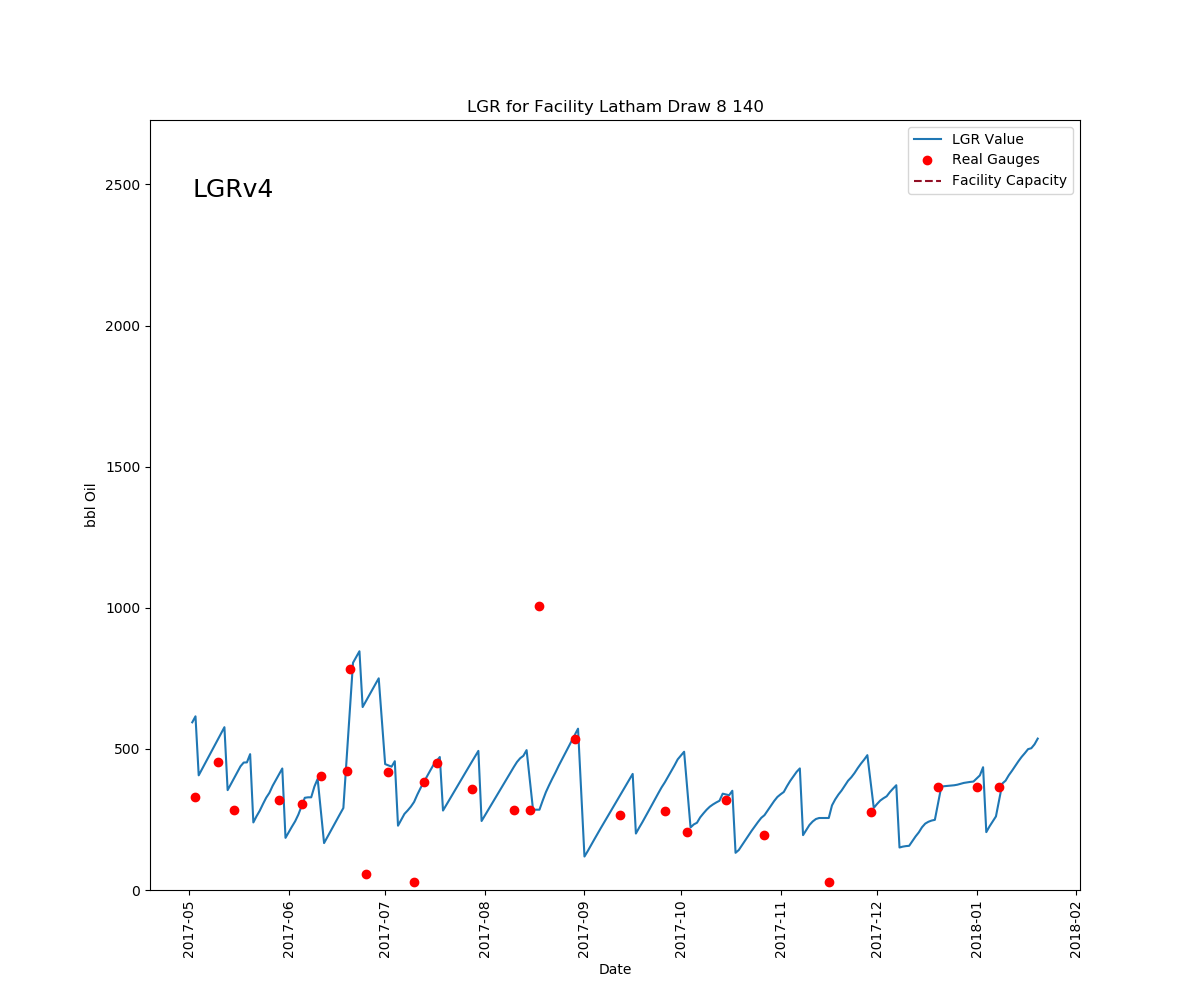 LGR for Facility Latham Draw 8 140
LGRv4
LGR Value
Real Gauges
Facility Capacity
bbl Oil
2500
2000
1500
1000
500
0
2017-05
2017-06
2017-07
2017-08
2017-09
2017-10
2017-11
2017-12
2018-01
2018-02
Date